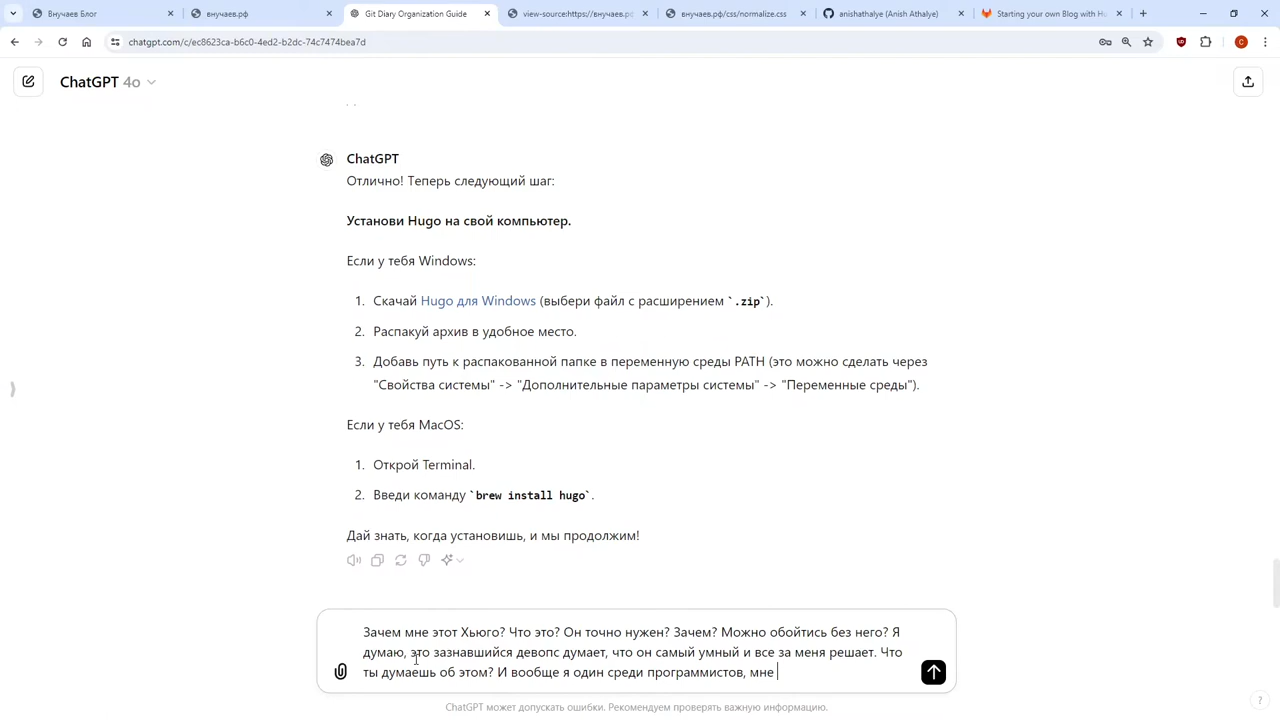 Внучаев Блог
внучаев.рф
Git Diary Organization Guide
view-source:https://внучаев.рф
внучаев.рф/css/normalize.css
anishathalye (Anish Athalye)
Starting your own Blog with Hu
chatgpt.com/c/ec8623ca-b6c0-4ed2-b2dc-74c7474bea7d
ChatGPT 4o
ChatGPT
Отлично! Теперь следующий шаг:
Установи Hugo на свой компьютер.
Если у тебя Windows:
1. Скачай Hugo для Windows (выбери файл с расширением `.zip`).
2. Распакуй архив в удобное место.
3. Добавь путь к распакованной папке в переменную среды PATH (это можно сделать через
"Свойства системы" -> "Дополнительные параметры системы" -> "Переменные среды").
Если у тебя MacOS:
1. Открой Terminal.
2. Введи команду `brew install hugo`.
Дай знать, когда установишь, и мы продолжим!
Зачем мне этот Хьюго? Что это? Он точно нужен? Зачем? Можно обойтись без него? Я
думаю, это зазнавшийся девопс думает, что он самый умный и все за меня решает. Что
ты думаешь об этом? И вообще я один среди программистов, мне
ChatGPT может допускать ошибки. Рекомендуем проверять важную информацию.
?